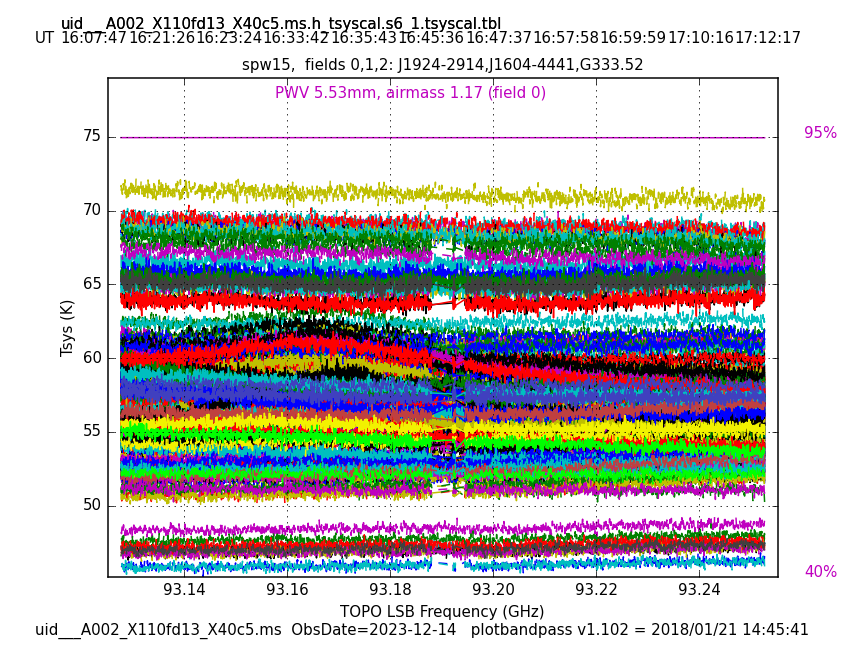 uid___A002_X110fd13_X40c5.ms.h_tsyscal.s6_1.tsyscal.tbl
UT 16:07:47 16:21:26 16:23:24 16:33:42 16:35:43 16:45:36 16:47:37 16:57:58 16:59:59 17:10:16 17:12:17
spw15,  fields 0,1,2: J1924-2914,J1604-4441,G333.52
PWV 5.53mm, airmass 1.17 (field 0)
95%
75
70
65
60
55
50
Tsys (K)
40%
93.14 93.16 93.18 93.20 93.22 93.24
TOPO LSB Frequency (GHz)
uid___A002_X110fd13_X40c5.ms  ObsDate=2023-12-14   plotbandpass v1.102 = 2018/01/21 14:45:41